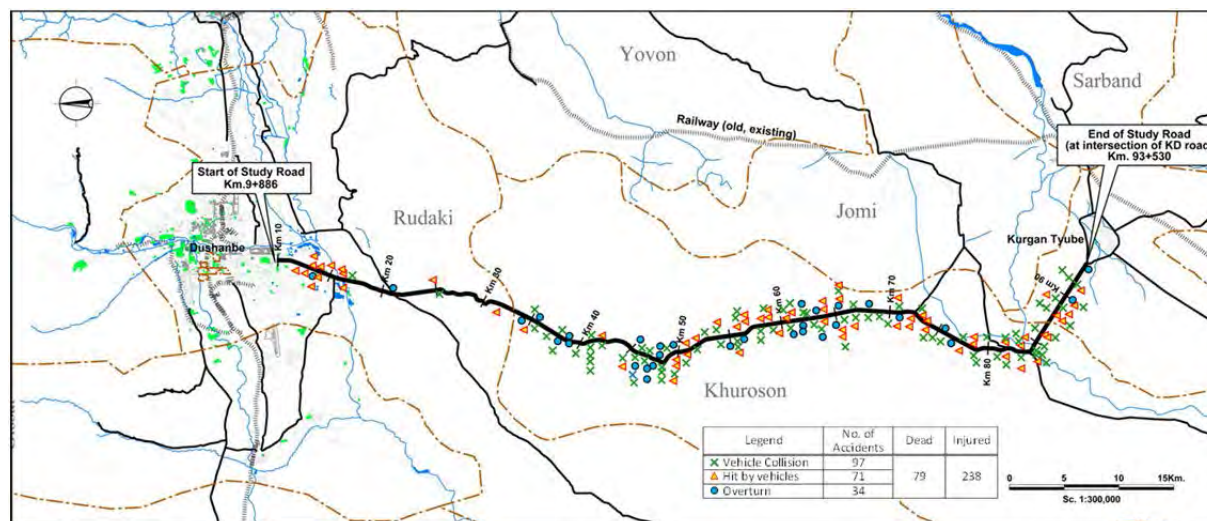 Yovon
Sarband
Railway (old, existing)
End of Study Road
(at intersection of KD road
Km. 93+530
Start of Study Road
Km.9+886
Rudaki
Jomi
Kurgan Tyube
Dushanbe
Km 10
Km 20
Km 30
Km 40
Km 50
Km 60
Km 70
Km 80
Km 90
Khuroson
Legend No. of Accidents Dead Injured
Vehicle Collision 97
Hit by vehicles 71 79 238
Overturn 34
0 5 10 15Km.
Sc. 1:300,000